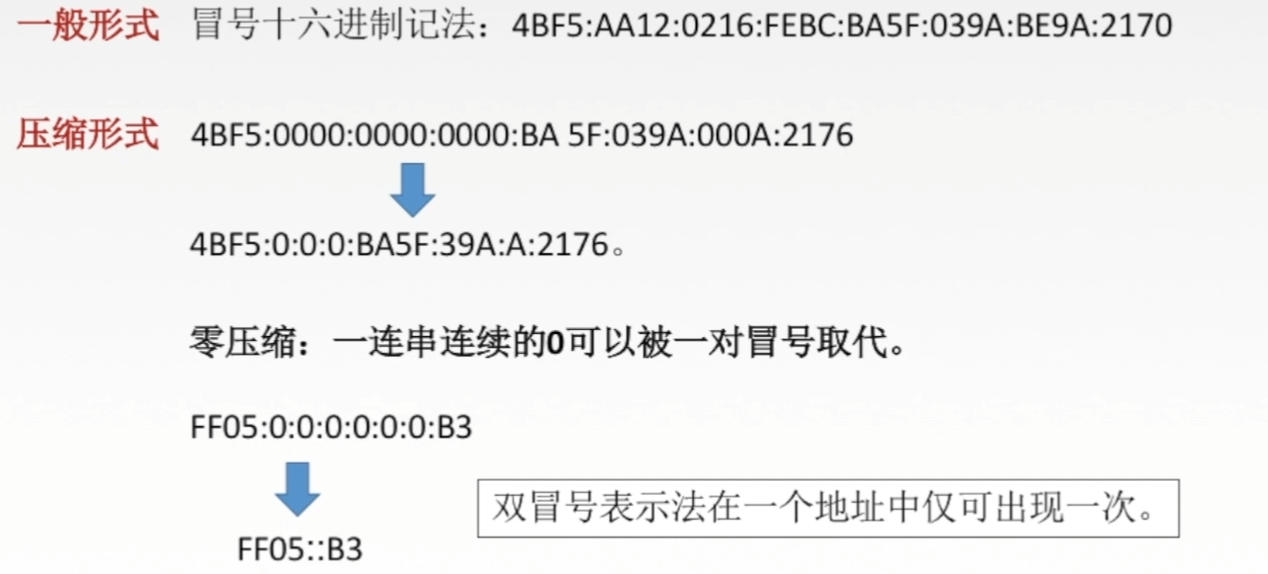 一般形式 冒号十六进制记法：4BF5:AA12:0216:FEBC:BA5F:039A:BE9A:2170
压缩形式 4BF5:0000:0000:0000:BA 5F:039A:000A:2176
4BF5:0:0:0:BA5F:39A:A:2176。
零压缩：一连串连续的0可以被一对冒号取代。
FF05:0:0:0:0:0:0:B3
双冒号表示法在一个地址中仅可出现一次。
FF05::B3